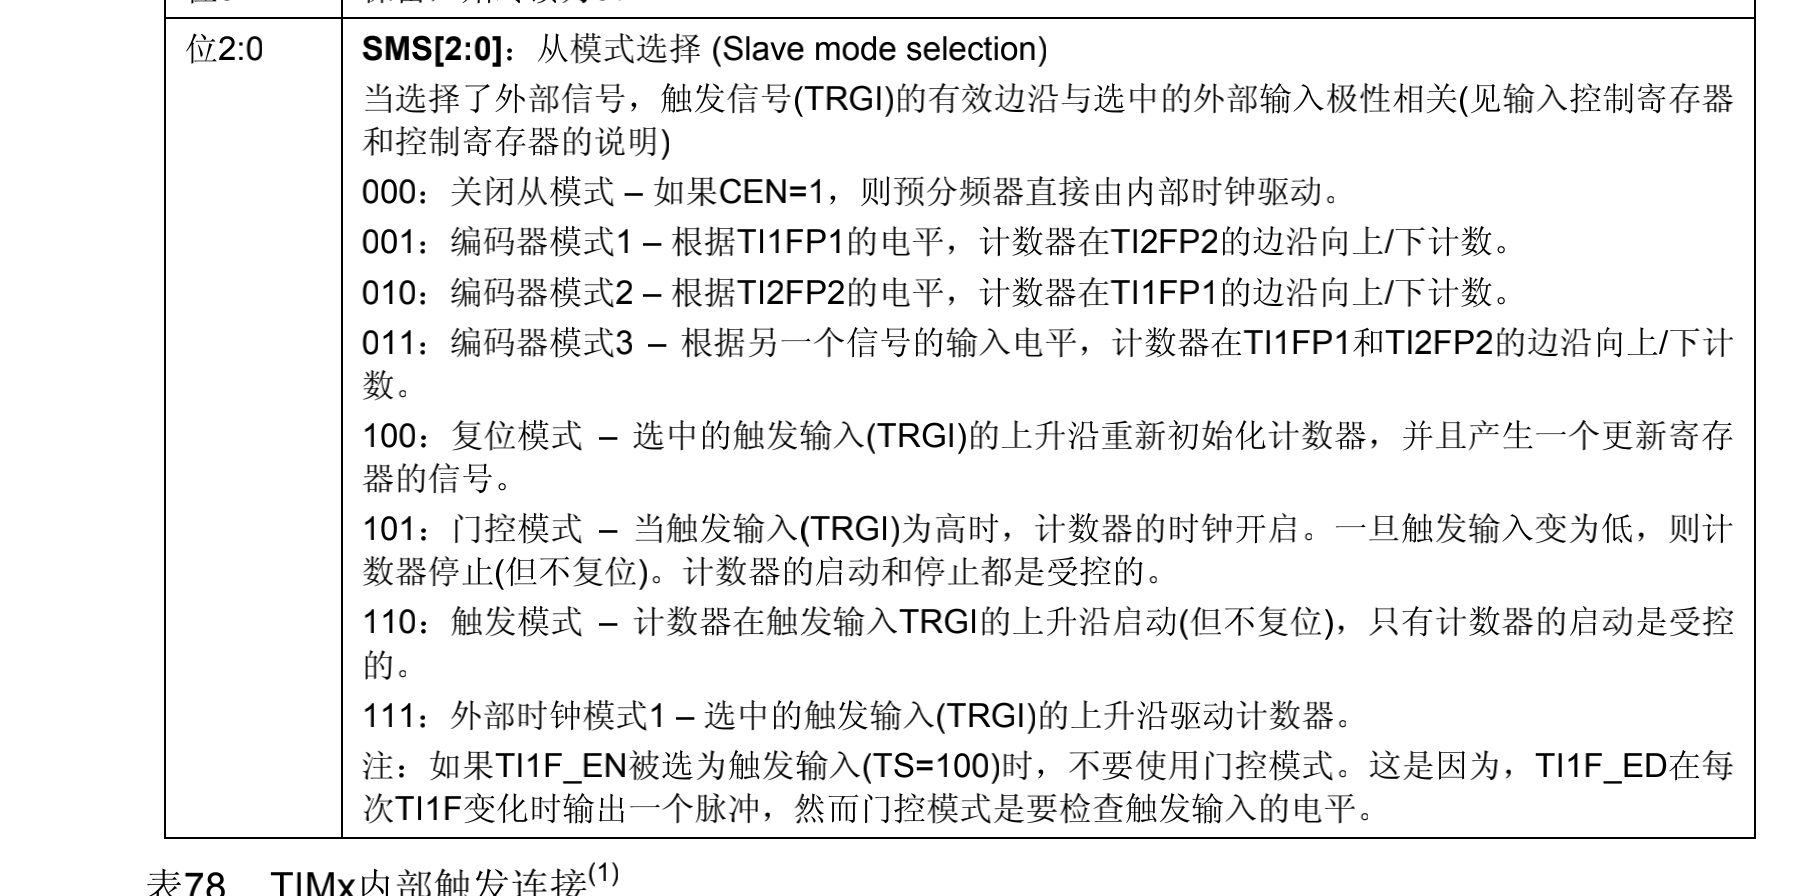 位2:0
SMS[2:0]：从模式选择 (Slave mode selection)
当选择了外部信号，触发信号(TRGI)的有效边沿与选中的外部输入极性相关(见输入控制寄存器
和控制寄存器的说明)
000：关闭从模式 – 如果CEN=1，则预分频器直接由内部时钟驱动。
001：编码器模式1 – 根据TI1FP1的电平，计数器在TI2FP2的边沿向上/下计数。
010：编码器模式2 – 根据TI2FP2的电平，计数器在TI1FP1的边沿向上/下计数。
011：编码器模式3 – 根据另一个信号的输入电平，计数器在TI1FP1和TI2FP2的边沿向上/下计
数。
100：复位模式 – 选中的触发输入(TRGI)的上升沿重新初始化计数器，并且产生一个更新寄存
器的信号。
101：门控模式 – 当触发输入(TRGI)为高时，计数器的时钟开启。一旦触发输入变为低，则计
数器停止(但不复位)。计数器的启动和停止都是受控的。
110：触发模式 – 计数器在触发输入TRGI的上升沿启动(但不复位)，只有计数器的启动是受控
的。
111：外部时钟模式1 – 选中的触发输入(TRGI)的上升沿驱动计数器。
注：如果TI1F_EN被选为触发输入(TS=100)时，不要使用门控模式。这是因为，TI1F_ED在每
次TI1F变化时输出一个脉冲，然而门控模式是要检查触发输入的电平。
表78 TIMx内部触发连接(1)